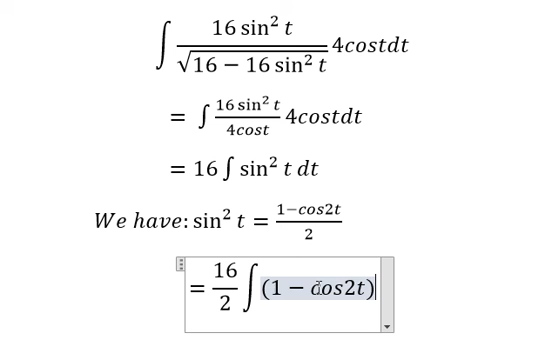 ∫ 16 sin² t / √(16 − 16 sin² t) 4costdt
= ∫ 16 sin² t / 4cost 4costdt
= 16 ∫ sin² t dt
We have: sin² t = 1−cos2t / 2
= 16/2 ∫ (1 − cos2t)